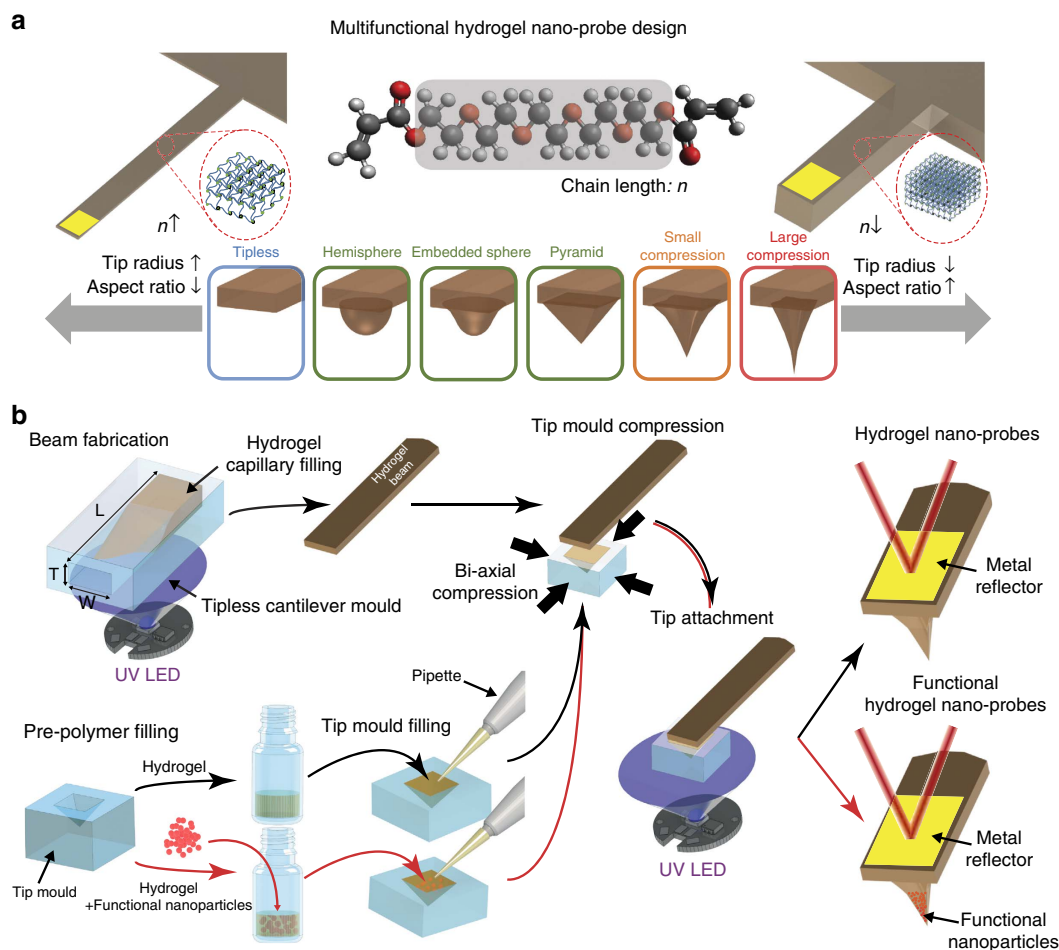 a
Multifunctional hydrogel nano-probe design
Chain length: n
n↑
n↓
Tip radius ↑
Aspect ratio ↓
Tipless
Hemisphere
Embedded sphere
Pyramid
Small
compression
Large
compression
Tip radius ↓
Aspect ratio ↑
b
Beam fabrication
Hydrogel
capillary filling
L
T
W
Tipless cantilever mould
UV LED
Hydrogel
beam
Tip mould compression
Bi-axial
compression
Tip attachment
UV LED
Hydrogel nano-probes
Metal
reflector
Functional
hydrogel nano-probes
Metal
reflector
Functional
nanoparticles
Pre-polymer filling
Hydrogel
Tip mould
Hydrogel
+Functional nanoparticles
Tip mould filling
Pipette